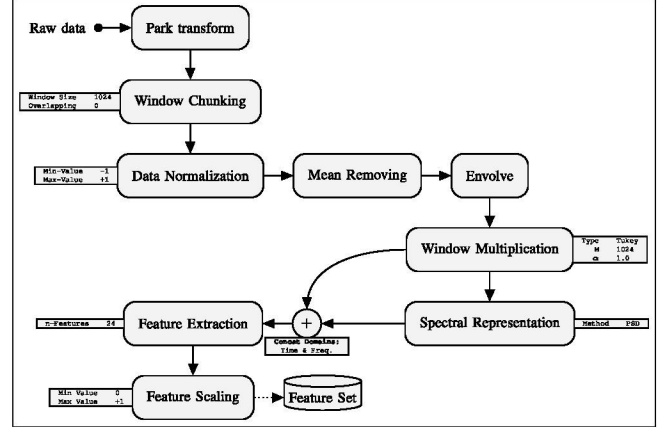 Raw data
Park transform
Window Size 1024
Overlapping 0
Window Chunking
Min-Value -1
Max-Value +1
Data Normalization
Mean Removing
Envolve
Window Multiplication
Type Tukey
M 1024
α 1.0
n-Features 24
Feature Extraction
+
Spectral Representation
Method PSD
Concat Domains:
Time & Freq.
Min Value 0
Max Value +1
Feature Scaling
Feature Set